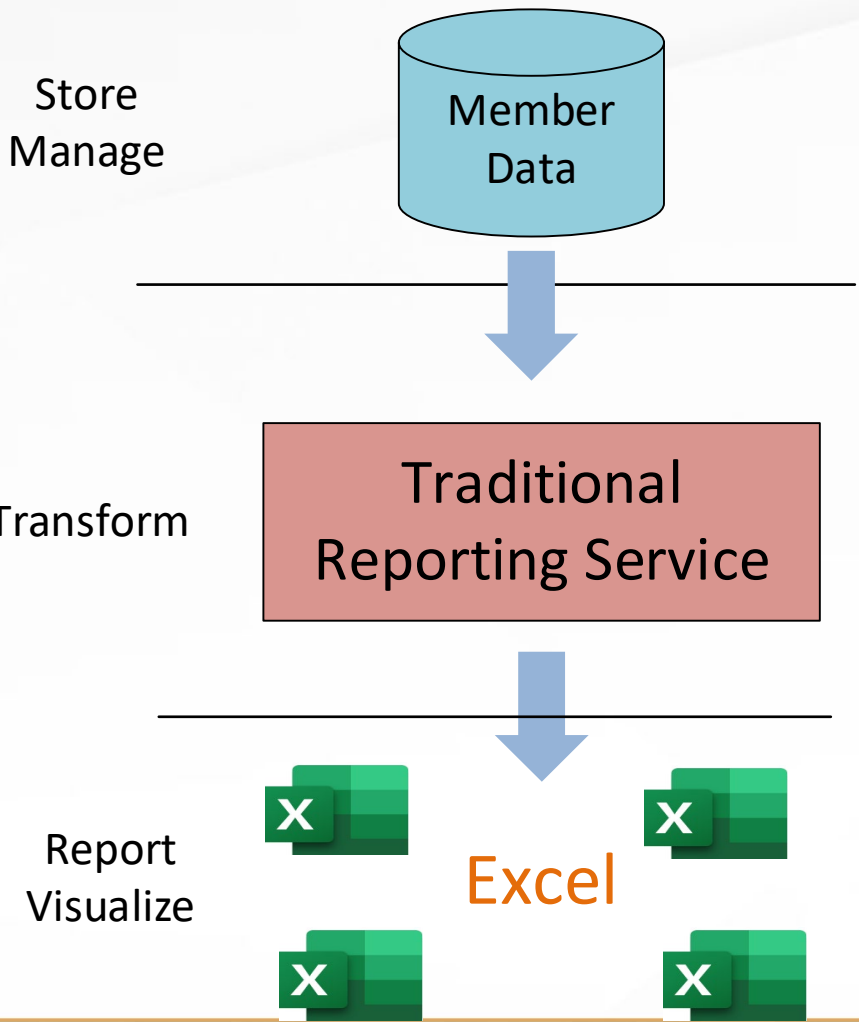 Store
Manage
Member
Data
Transform
Traditional
Reporting Service
Report
Visualize
X
X
Excel
X
X